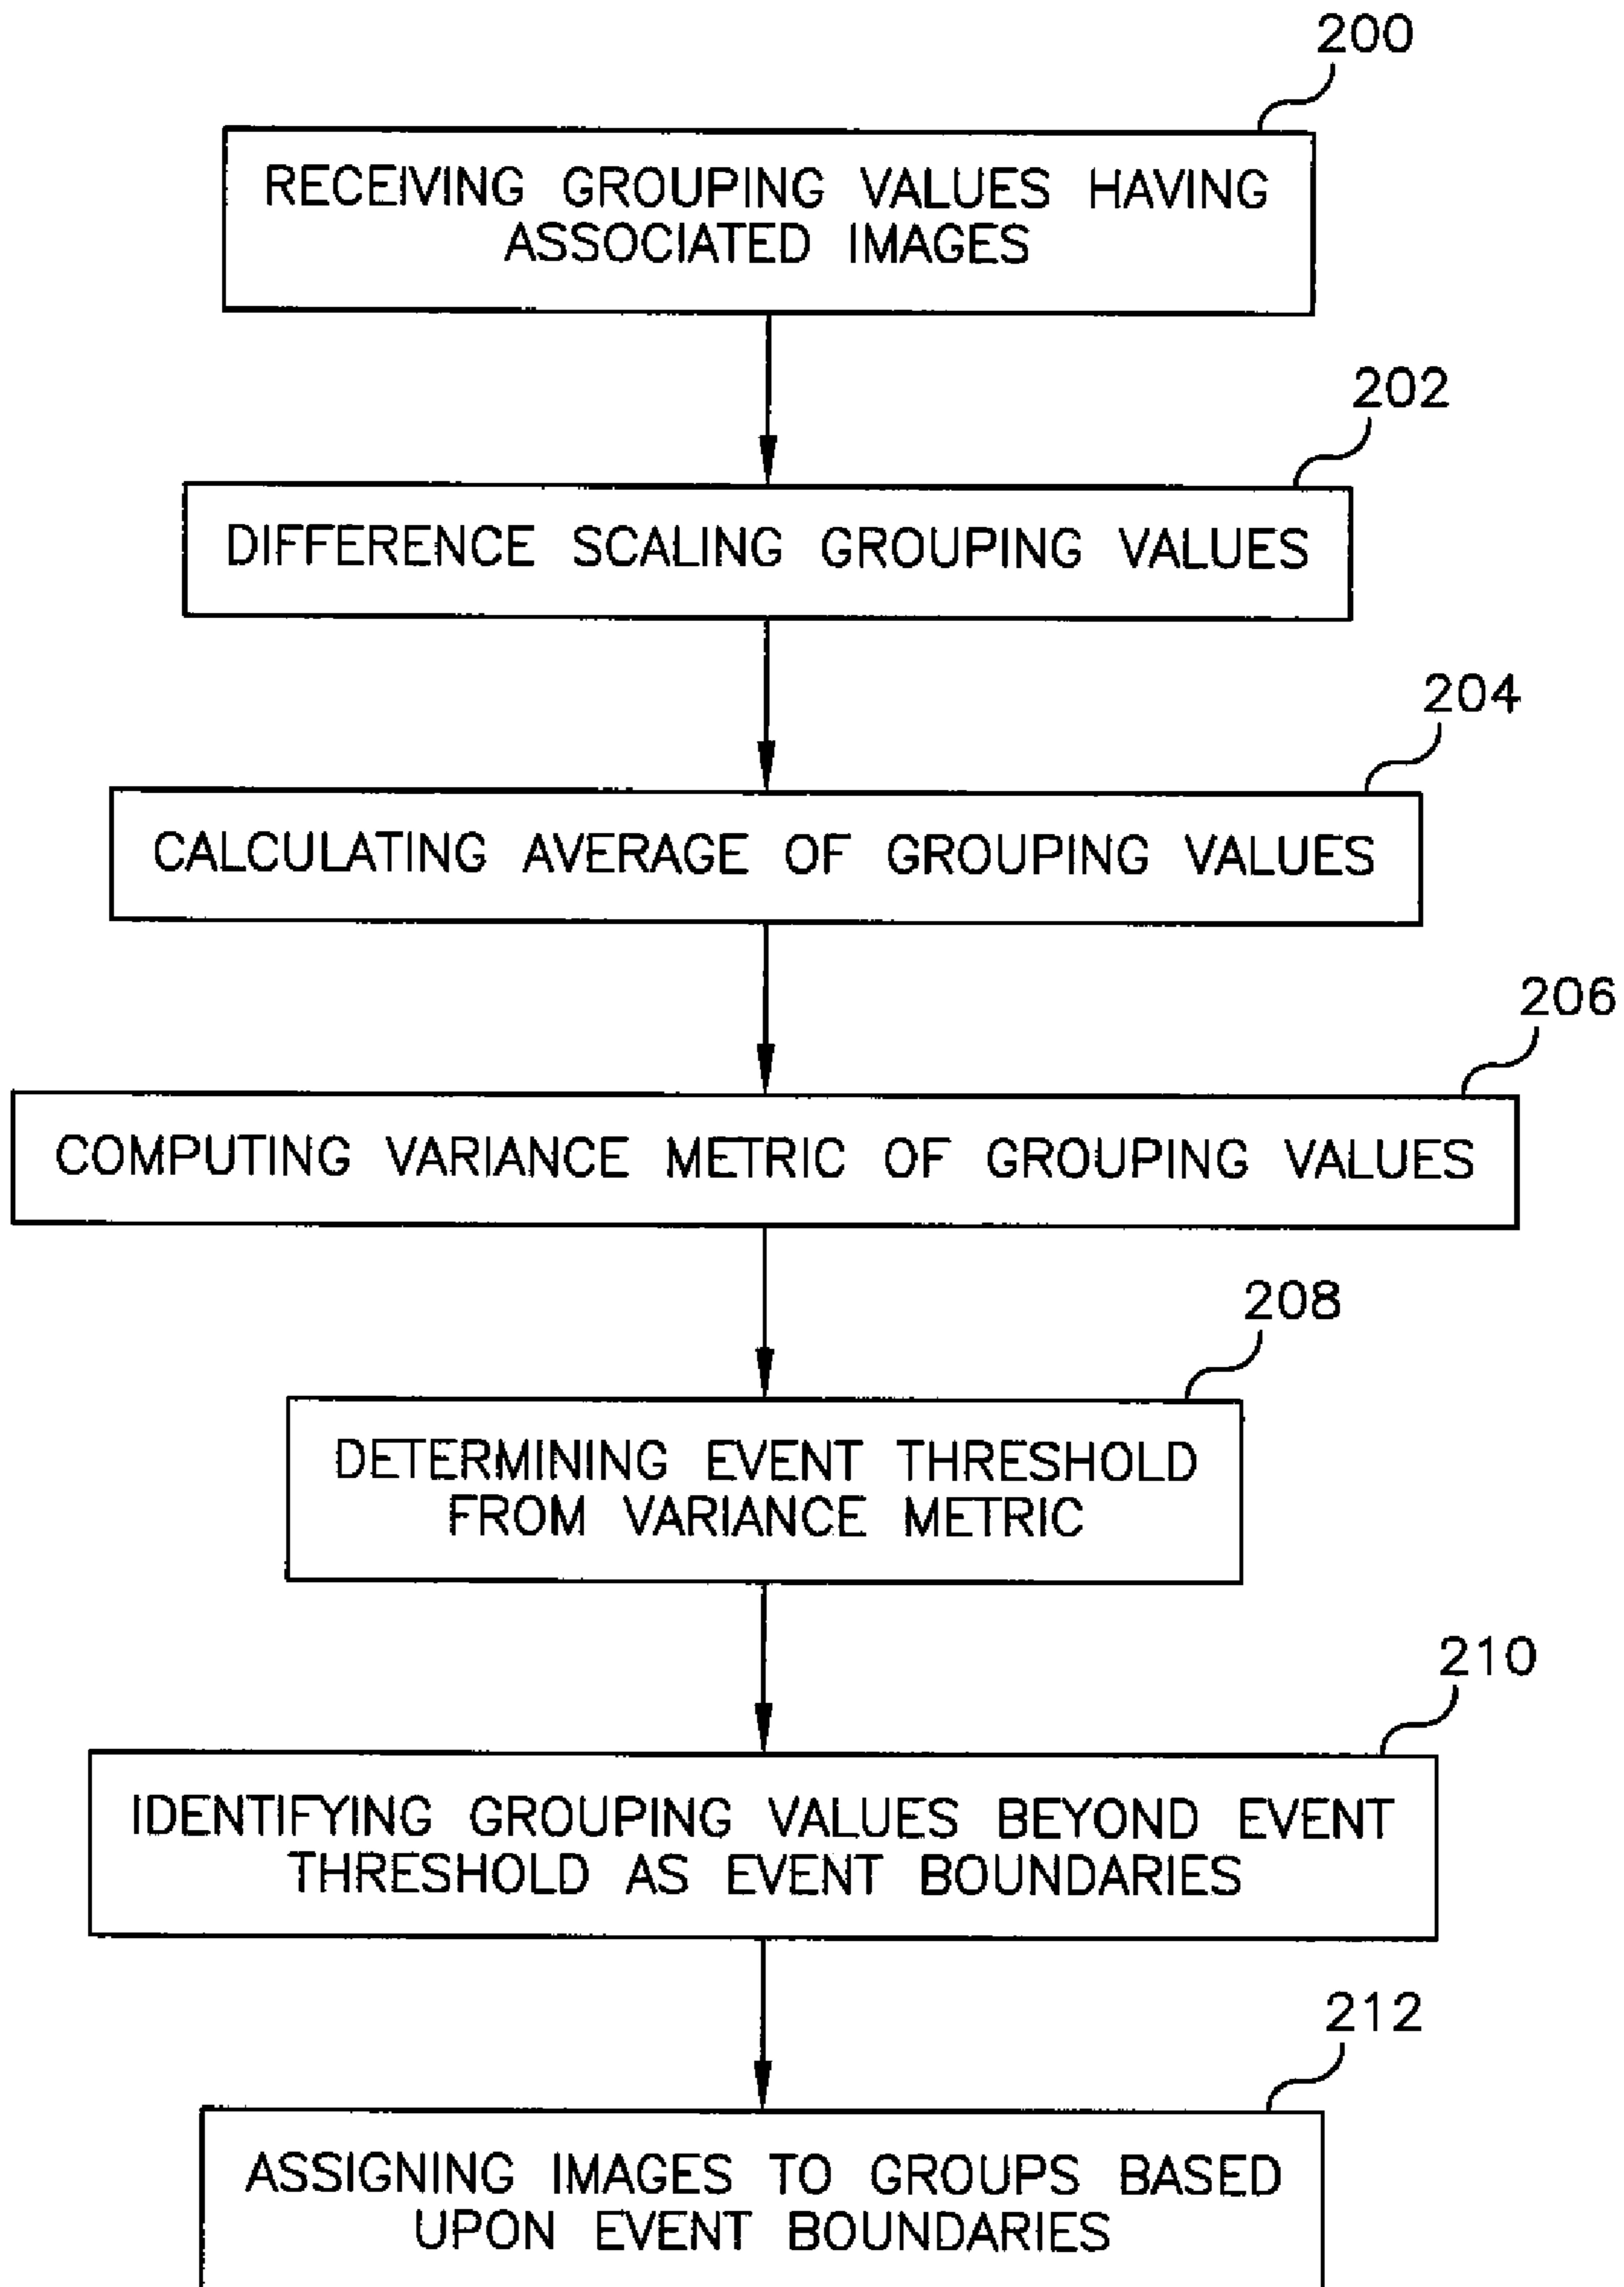 200
RECEIVING GROUPING VALUES HAVING
ASSOCIATED IMAGES
202
DIFFERENCE SCALING GROUPING VALUES
204
CALCULATING AVERAGE OF GROUPING VALUES
206
COMPUTING VARIANCE METRIC OF GROUPING VALUES
208
DETERMINING EVENT THRESHOLD
FROM VARIANCE METRIC
210
IDENTIFYING GROUPING VALUES BEYOND EVENT
THRESHOLD AS EVENT BOUNDARIES
212
ASSIGNING IMAGES TO GROUPS BASED
UPON EVENT BOUNDARIES